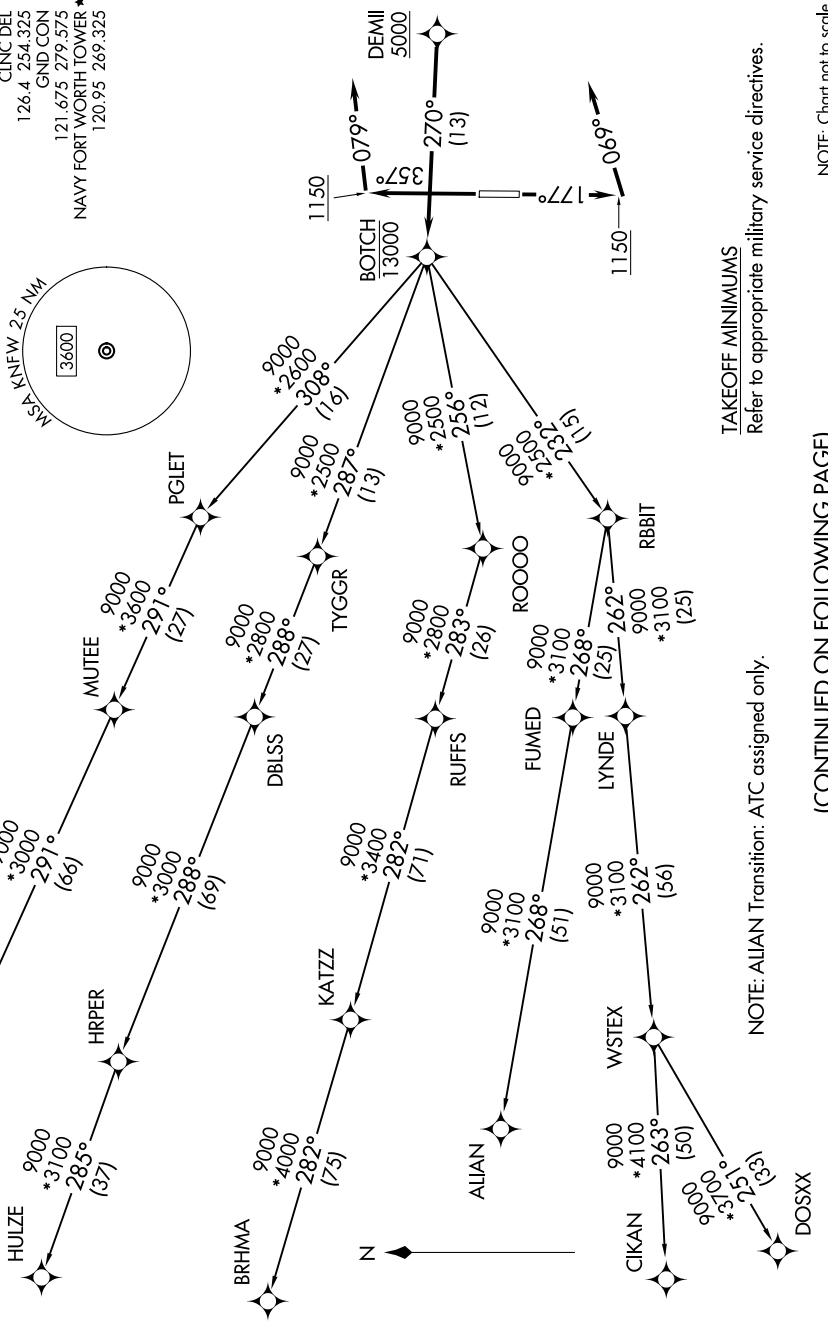 CLNC DEL
126.4 254.325
GND CON
121.675 279.575
NAVY FORT WORTH TOWER ★
120.95 269.325
MSA KNFW 25 NM
3600
DEMII
5000
270°
(13)
079°
1150
357°
177°
1150
069°
BOTCH
13000
9000
*2600
308°
(16)
PGLET
9000
*3600
291°
(27)
MUTEE
*3000
291°
(66)
9000
*2500
287°
(13)
TYGGR
9000
*2800
288°
(27)
DBLSS
9000
*3000
288°
(69)
HRPER
9000
*3100
285°
(37)
HULZE
9000
*2500
256°
(12)
ROOOO
9000
*2800
283°
(26)
RUFFS
9000
*3400
282°
(71)
KATZZ
9000
*4000
282°
(75)
BRHMA
9000
*2500
232°
(15)
RBBIT
9000
*3100
268°
(25)
FUMED
9000
*3100
268°
(51)
ALIAN
262°
9000
*3100
(25)
LYNDE
9000
*3100
262°
(56)
WSTEX
9000
*4100
263°
(50)
CIKAN
9000
*3700
251°
(33)
DOSXX
N
TAKEOFF MINIMUMS
Refer to appropriate military service directives.
NOTE: ALIAN Transition: ATC assigned only.
NOTE: Chart not to scale
(CONTINUED ON FOLLOWING PAGE)